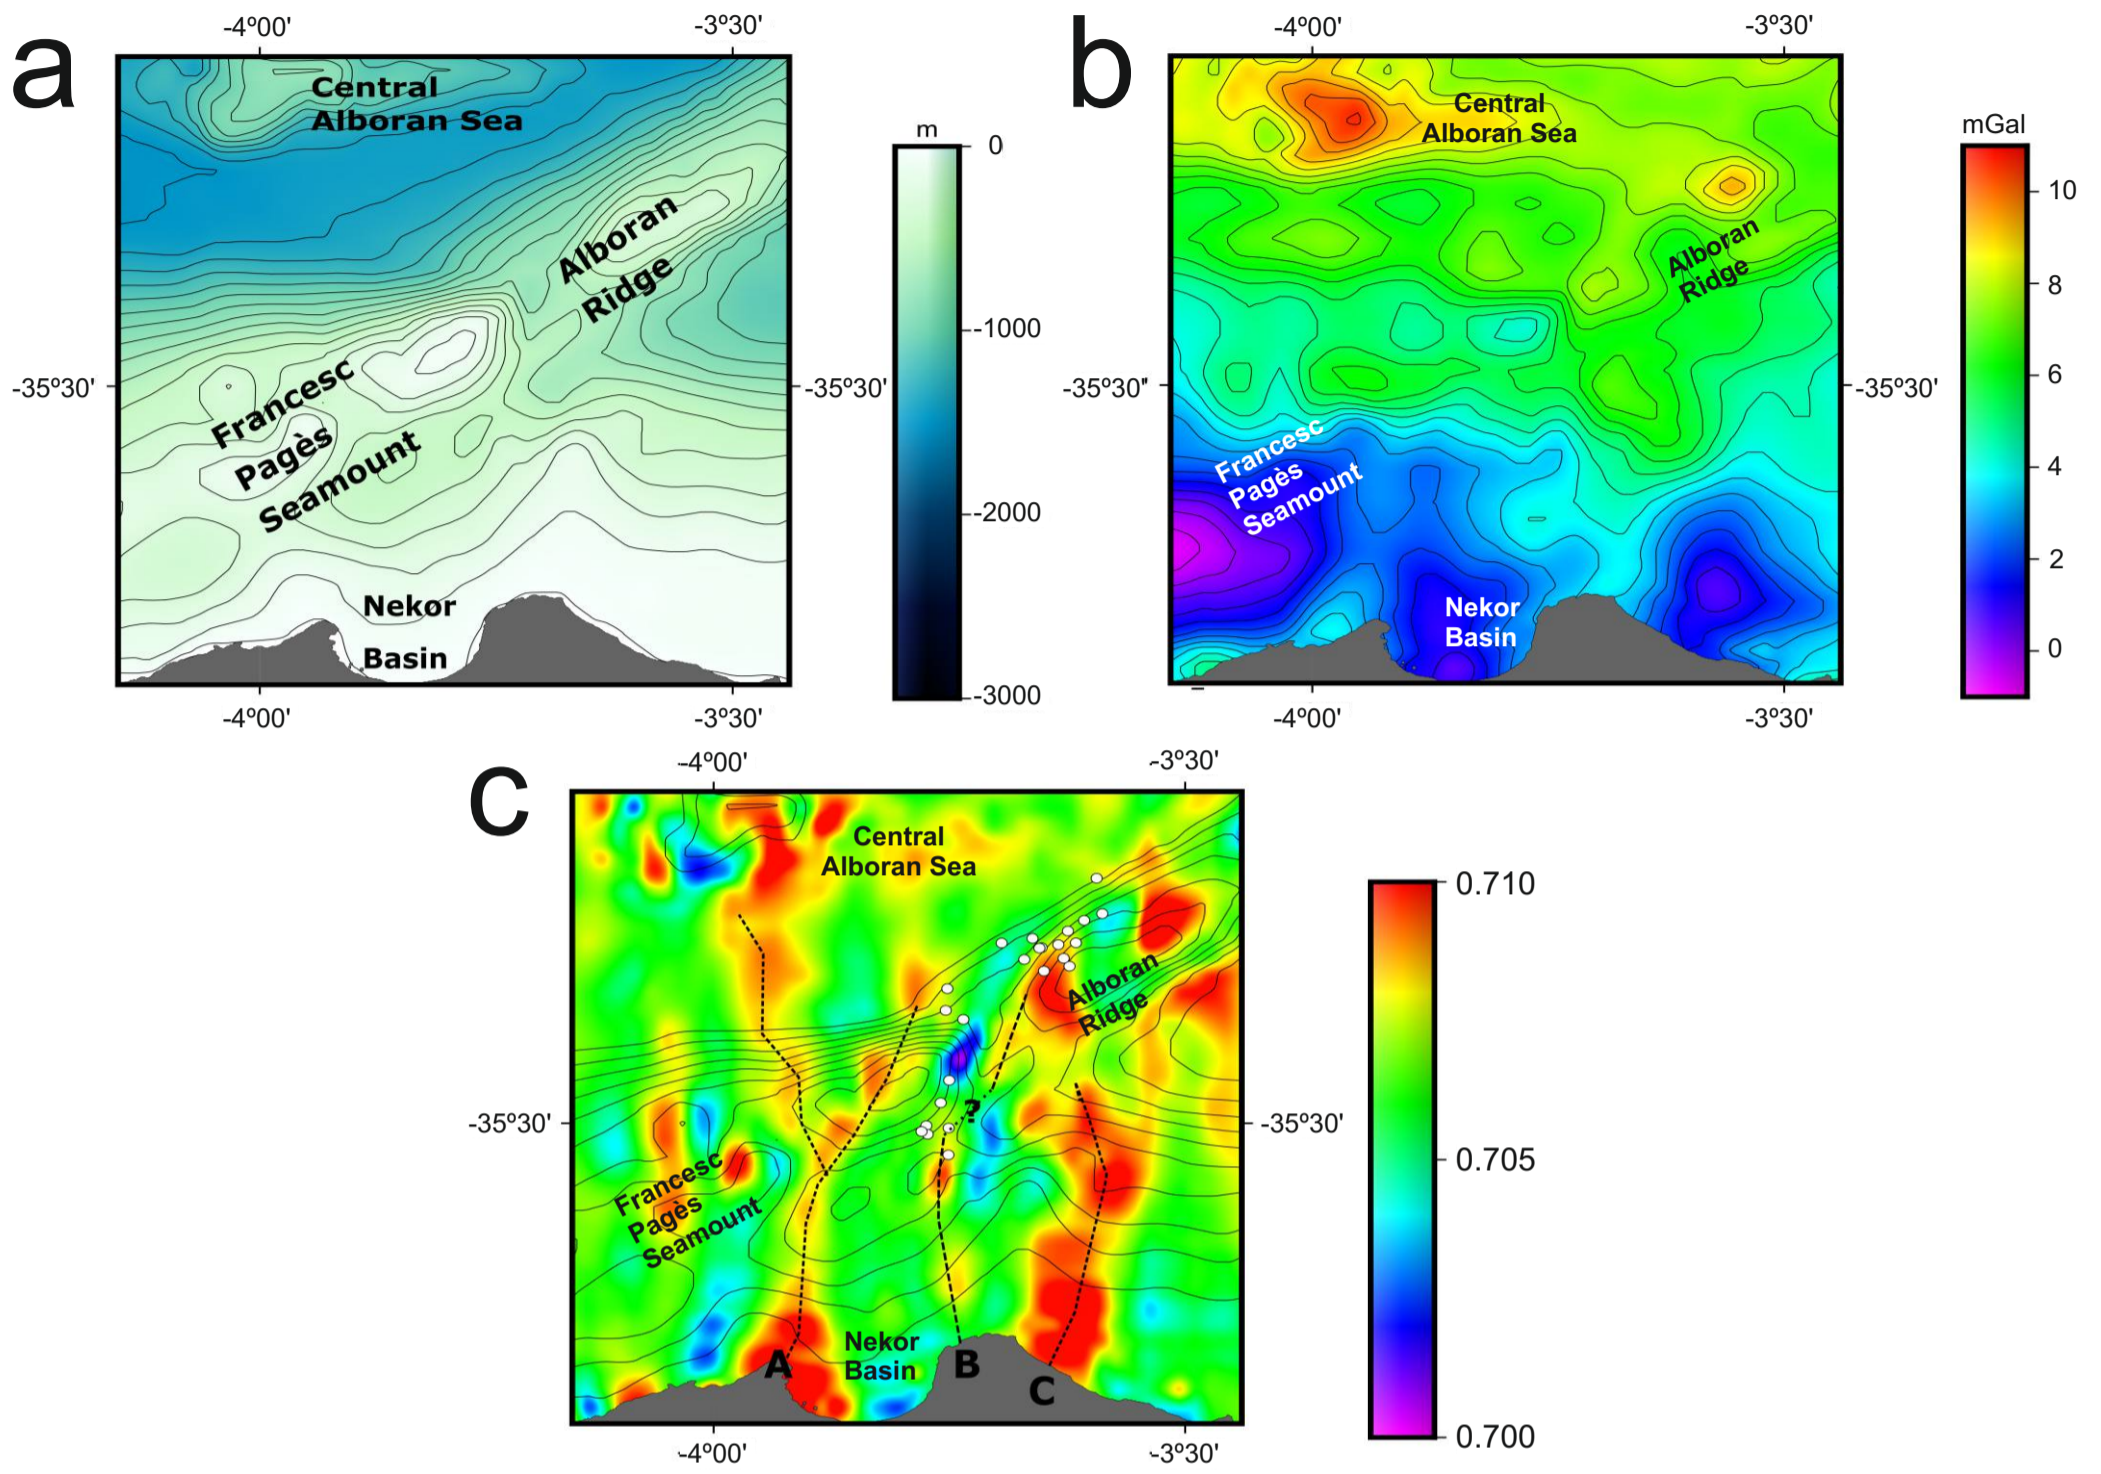 a
-4º00'
-3º30'
Central
Alboran Sea
Alboran
Ridge
Francesc
Pagès
Seamount
Nekor
Basin
-35º30'
-35º30'
-4º00'
-3º30'
m
0
-1000
-2000
-3000
b
-4º00'
-3º30'
Central
Alboran Sea
Alboran
Ridge
Francesc
Pagès
Seamount
Nekor
Basin
-35º30'
-35º30'
-4º00'
-3º30'
mGal
10
8
6
4
2
0
c
-4º00'
-3º30'
Central
Alboran Sea
Alboran
Ridge
?
Francesc
Pagès
Seamount
Nekor
Basin
A
B
C
-35º30'
-35º30'
-4º00'
-3º30'
0.710
0.705
0.700